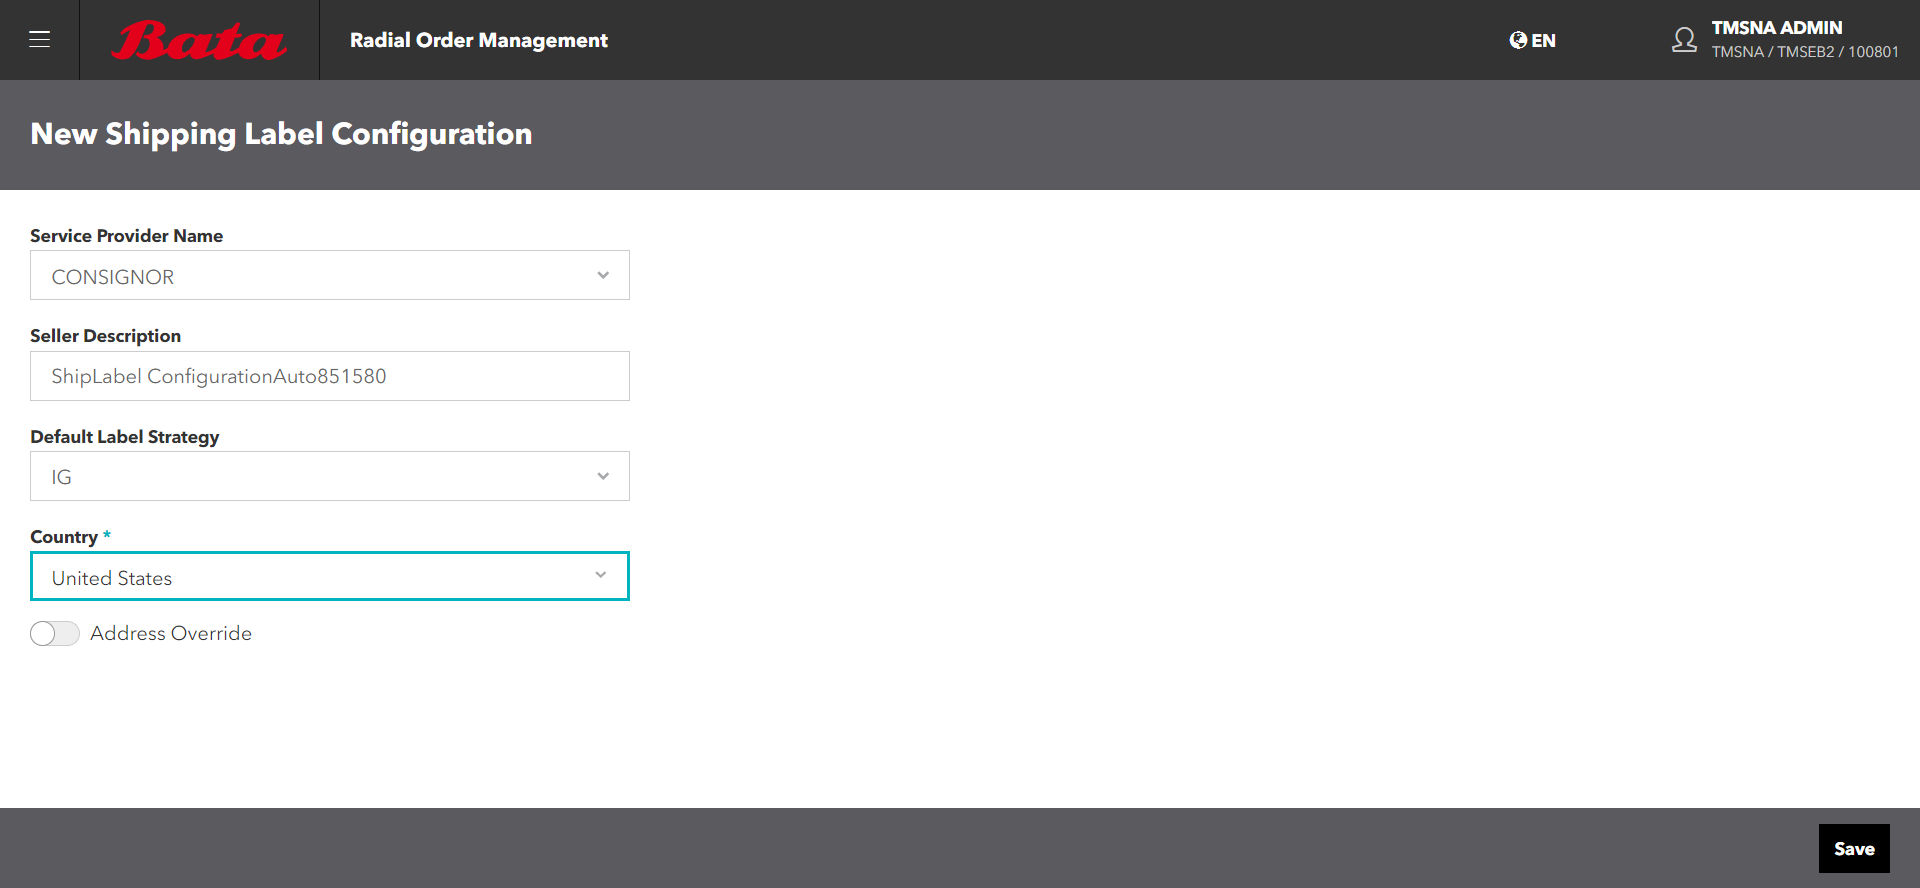 Bata
Radial Order Management
EN
TMSNA ADMIN
TMSNA / TMSEB2 / 100801
New Shipping Label Configuration
Service Provider Name
CONSIGNOR
Seller Description
ShipLabel ConfigurationAuto851580
Default Label Strategy
IG
Country *
United States
Address Override
Save